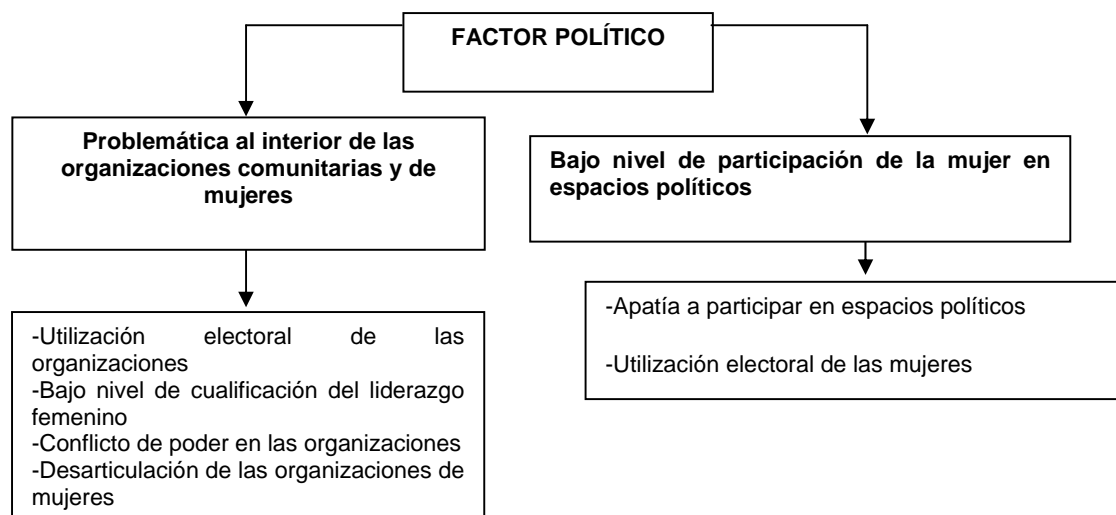 FACTOR POLÍTICO
Problemática al interior de las
organizaciones comunitarias y de
mujeres
Bajo nivel de participación de la mujer en
espacios políticos
-Utilización electoral de las
organizaciones
-Bajo nivel de cualificación del liderazgo
femenino
-Conflicto de poder en las organizaciones
-Desarticulación de las organizaciones de
mujeres
-Apatía a participar en espacios políticos
-Utilización electoral de las mujeres